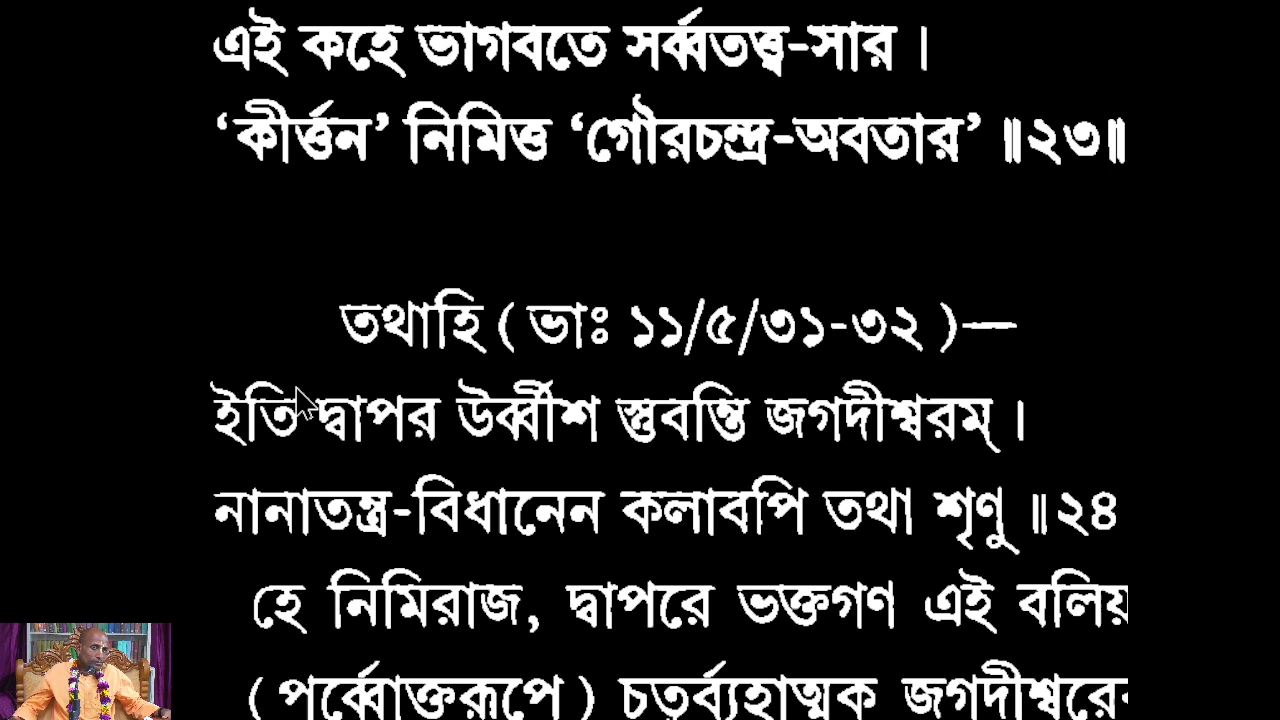 এই কহে ভাগবতে সর্ব্বতত্ত্ব-সার ।
‘কীর্ত্তন’ নিমিত্ত ‘গৌরচন্দ্র-অবতার’ ॥২৩॥
তথাহি ( ভাঃ ১১/৫/৩১-৩২ )—
ইতি দ্বাপর উর্ব্বীশ স্তুবন্তি জগদীশ্বরম্ ।
নানাতন্ত্র-বিধানেন কলাবপি তথা শৃণু ॥২৪
হে নিমিরাজ, দ্বাপরে ভক্তগণ এই
(পূর্ব্বোক্তরূপে) চতুর্ব্যূহাত্মক